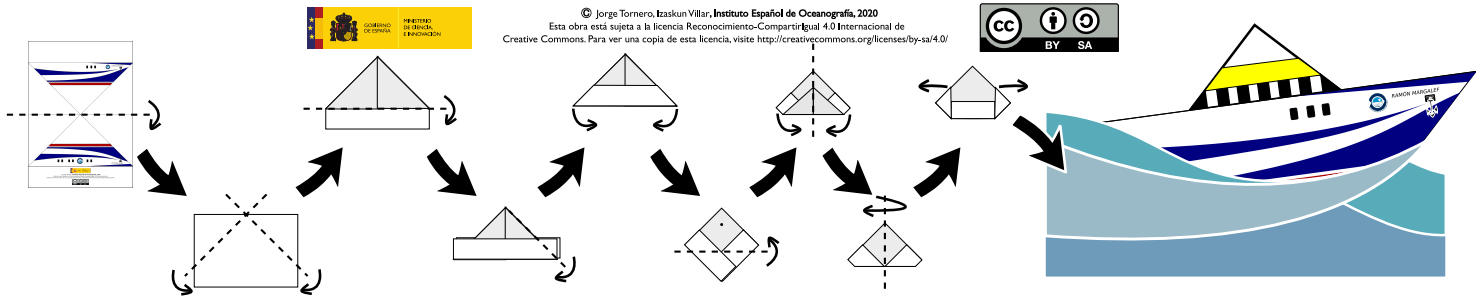 GOBIERNO
DE ESPAÑA
MINISTERIO
DE CIENCIA,
E INNOVACIÓN
© Jorge Tornero, Izaskun Villar, Instituto Español de Oceanografía, 2020
Esta obra está sujeta a la licencia Reconocimiento-CompartirIgual 4.0 Internacional de
Creative Commons. Para ver una copia de esta licencia, visite http://creativecommons.org/licenses/by-sa/4.0/
cc
BY SA
RAMON MARGALEF